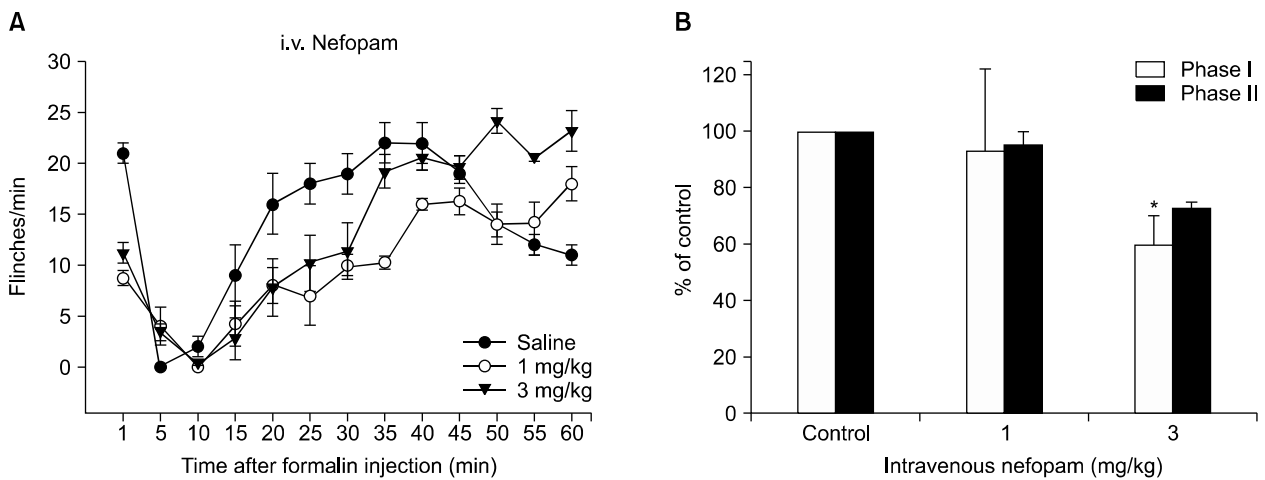 A
i.v. Nefopam
Flinches/min
30
25
20
15
10
5
0
Saline
1 mg/kg
3 mg/kg
1 5 10 15 20 25 30 35 40 45 50 55 60
Time after formalin injection (min)
B
% of control
120
100
80
60
40
20
0
Phase I
Phase II
*
Control 1 3
Intravenous nefopam (mg/kg)